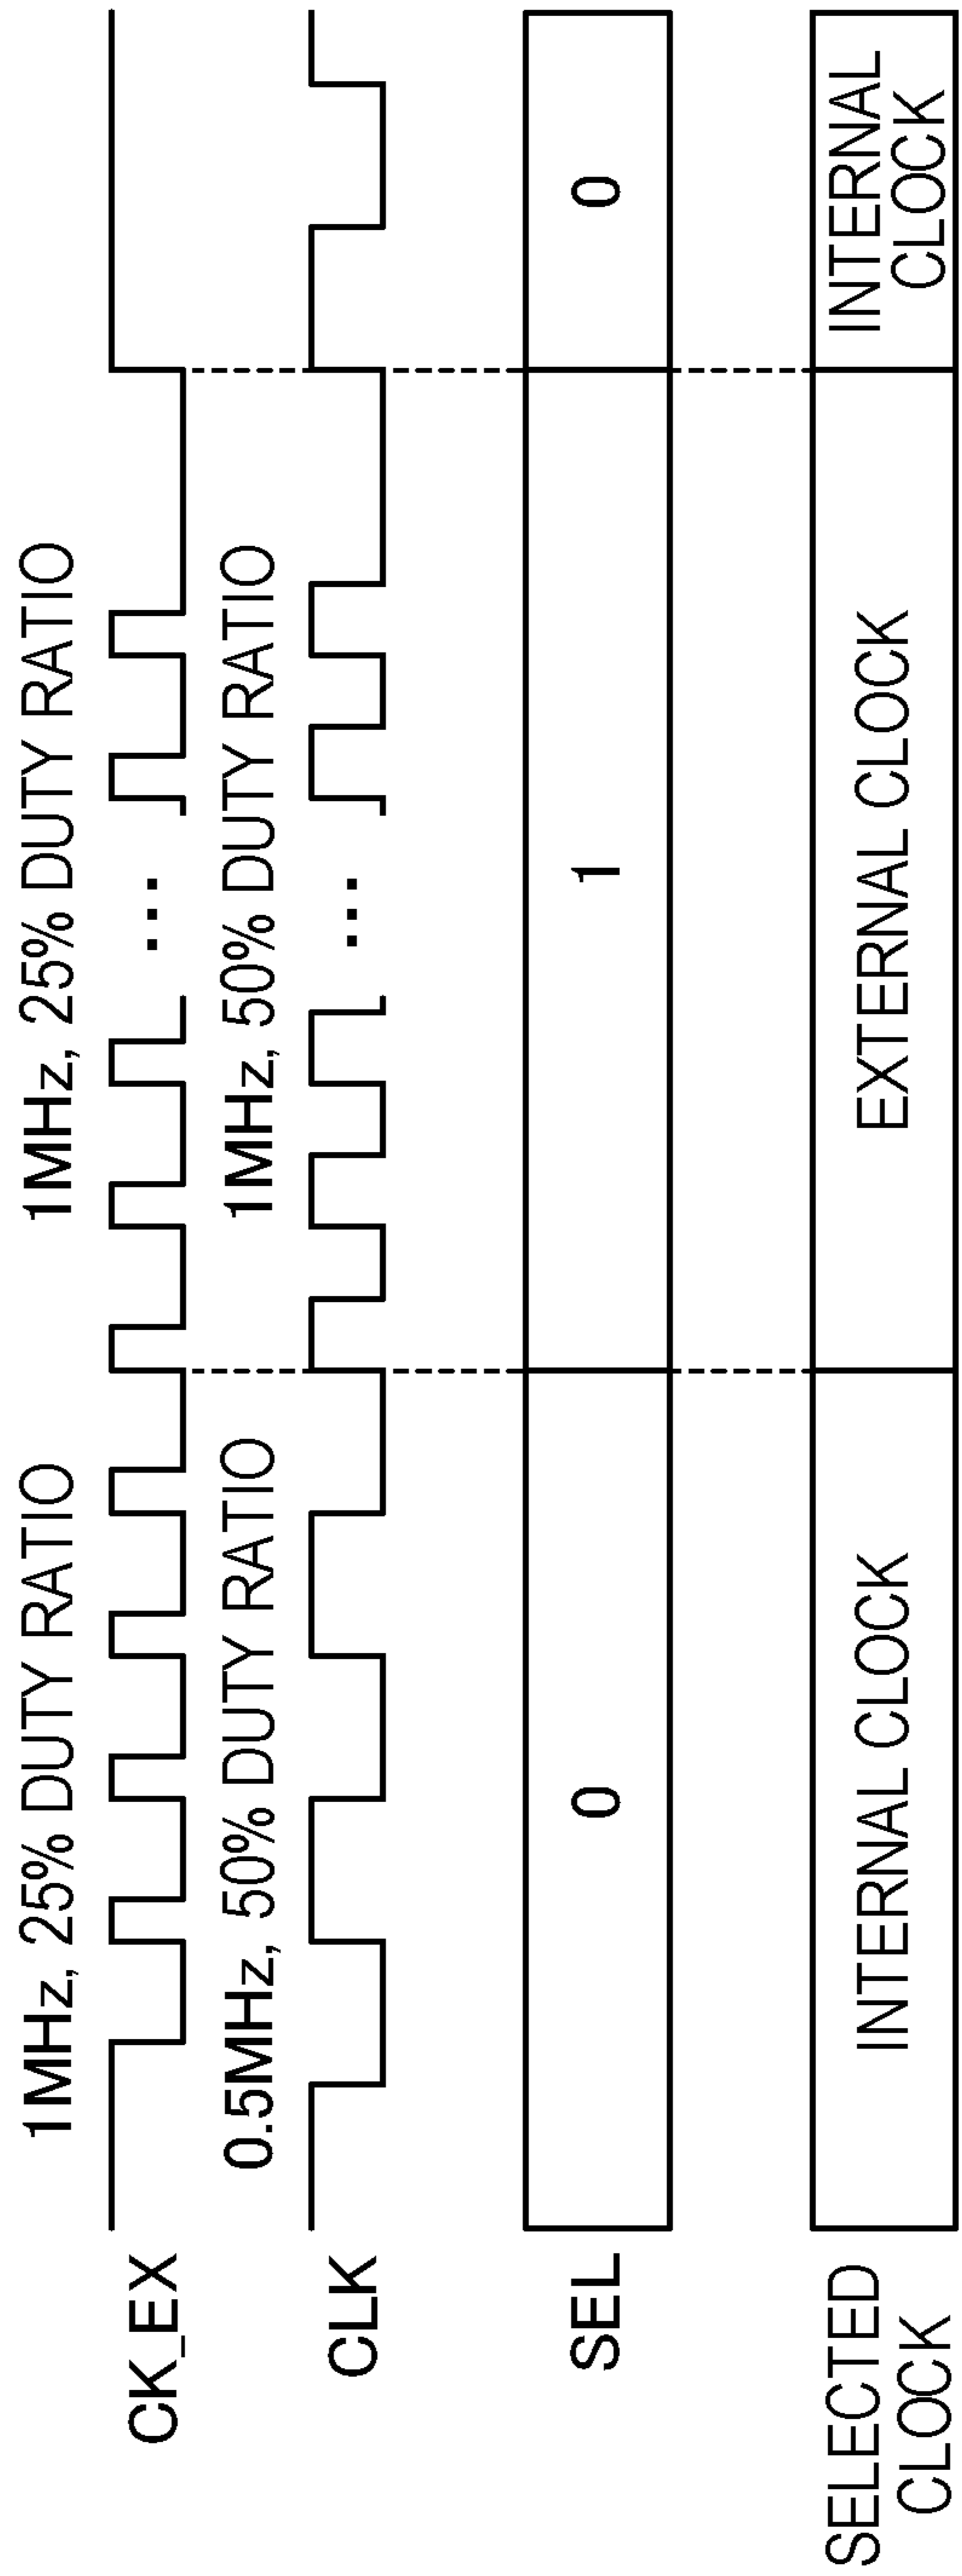 1MHz, 25% DUTY RATIO
1MHz, 25% DUTY RATIO
CK_EX
...
0.5MHz, 50% DUTY RATIO
1MHz, 50% DUTY RATIO
CLK
...
SEL
0
1
0
SELECTED
CLOCK
INTERNAL CLOCK
EXTERNAL CLOCK
INTERNAL
CLOCK